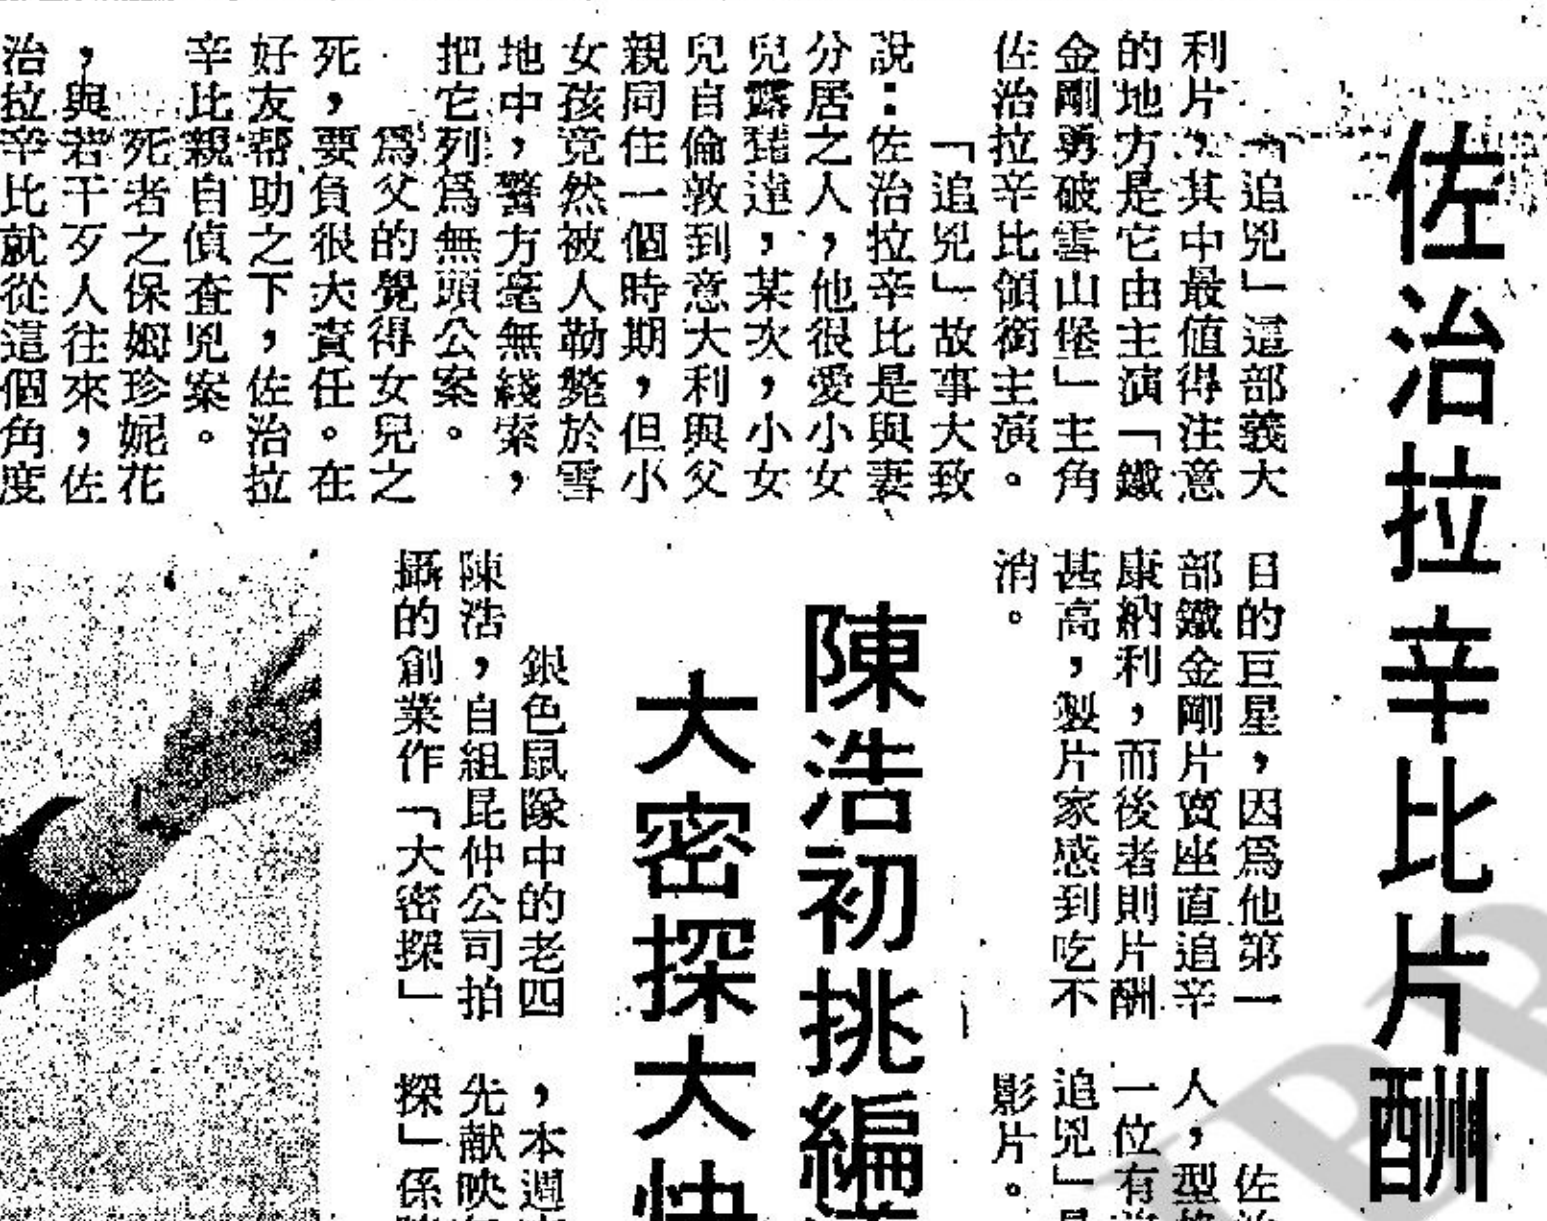 佐治拉辛比片酬
「追兇」這部義大
利片，其中最值得注意
的地方是它由主演「鐵
金剛勇破雪山堡」主角
佐治拉辛比領銜主演。
「追兇」故事大致
說：佐治拉辛比是與妻
分居之人，他很愛小女
兒露琵達，某次，小女
兒自倫敦到意大利與父
親同住一個時期，但小
女孩竟然被人勒斃於雪
地中，警方毫無綫索，
把它列爲無頭公案。
爲父的覺得女兒之
死，要負很大責任。在
好友帮助之下，佐治拉
辛比親自偵查兇案。
死者之保姆珍妮花
，與若干歹人往來，佐
治拉辛比就從這個角度
目的巨星，因爲他第一
部鐵金剛片賣座直追辛
康納利，而後者則片酬
甚高，製片家感到吃不
消。
佐治
人，型
一位有
追兇」
影片。
陳浩初挑編
大密探大快
銀色鼠隊中的老四
陳浩，自組昆仲公司拍
攝的創業作「大密探」
，本週
先献映
探」係